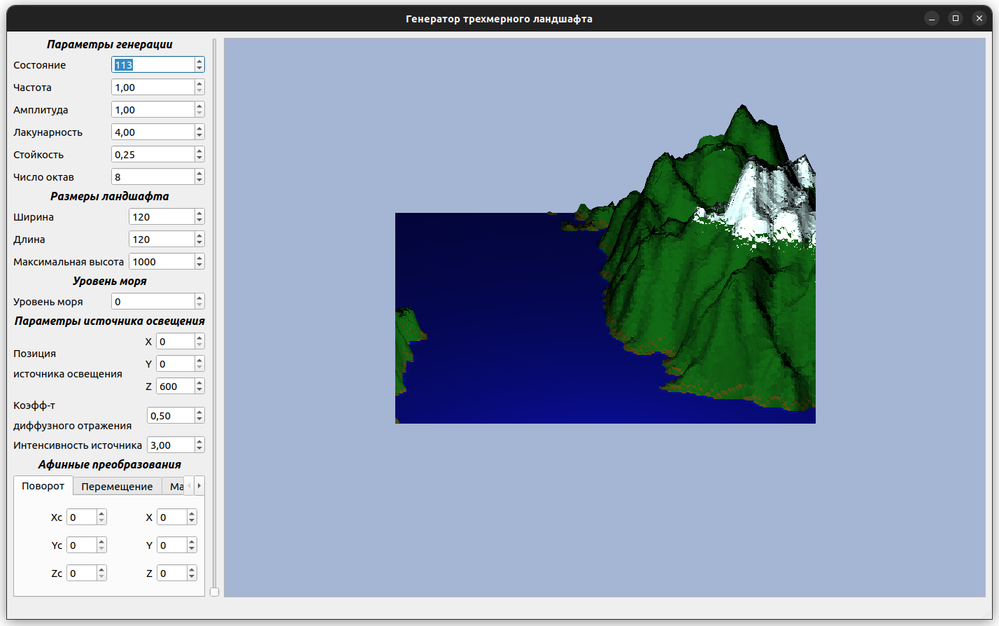 Генератор трехмерного ландшафта
Параметры генерации
Состояние 113
Частота 1,00
Амплитуда 1,00
Лакунарность 4,00
Стойкость 0,25
Число октав 8
Размеры ландшафта
Ширина 120
Длина 120
Максимальная высота 1000
Уровень моря
Уровень моря 0
Параметры источника освещения
Позиция
источника освещения
X 0
Y 0
Z 600
Коэфф-т
диффузного отражения
0,50
Интенсивность источника 3,00
Афинные преобразования
Поворот Перемещение Ма
Xc 0 X 0
Yc 0 Y 0
Zc 0 Z 0